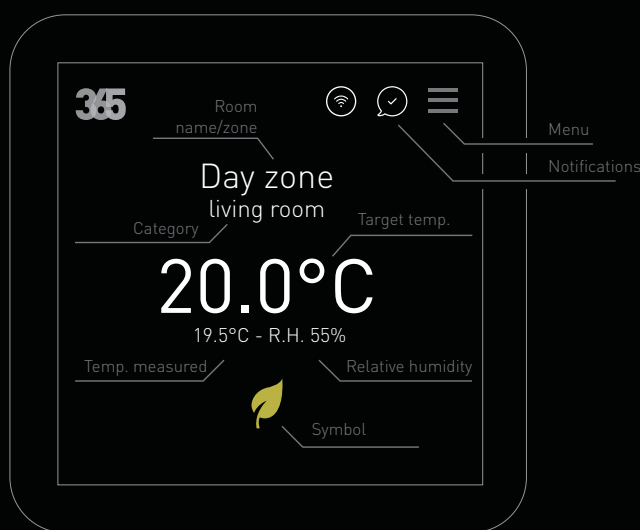 365
Room
name/zone
Menu
Notifications
Day zone
living room
Category
Target temp.
20.0°C
19.5°C - R.H. 55%
Temp. measured
Relative humidity
Symbol